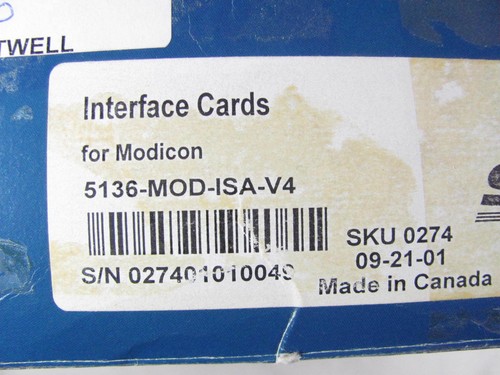 TWELL
Interface Cards
for Modicon
5136-MOD-ISA-V4
SKU 0274
S/N 027401010049
09-21-01
Made in Canada